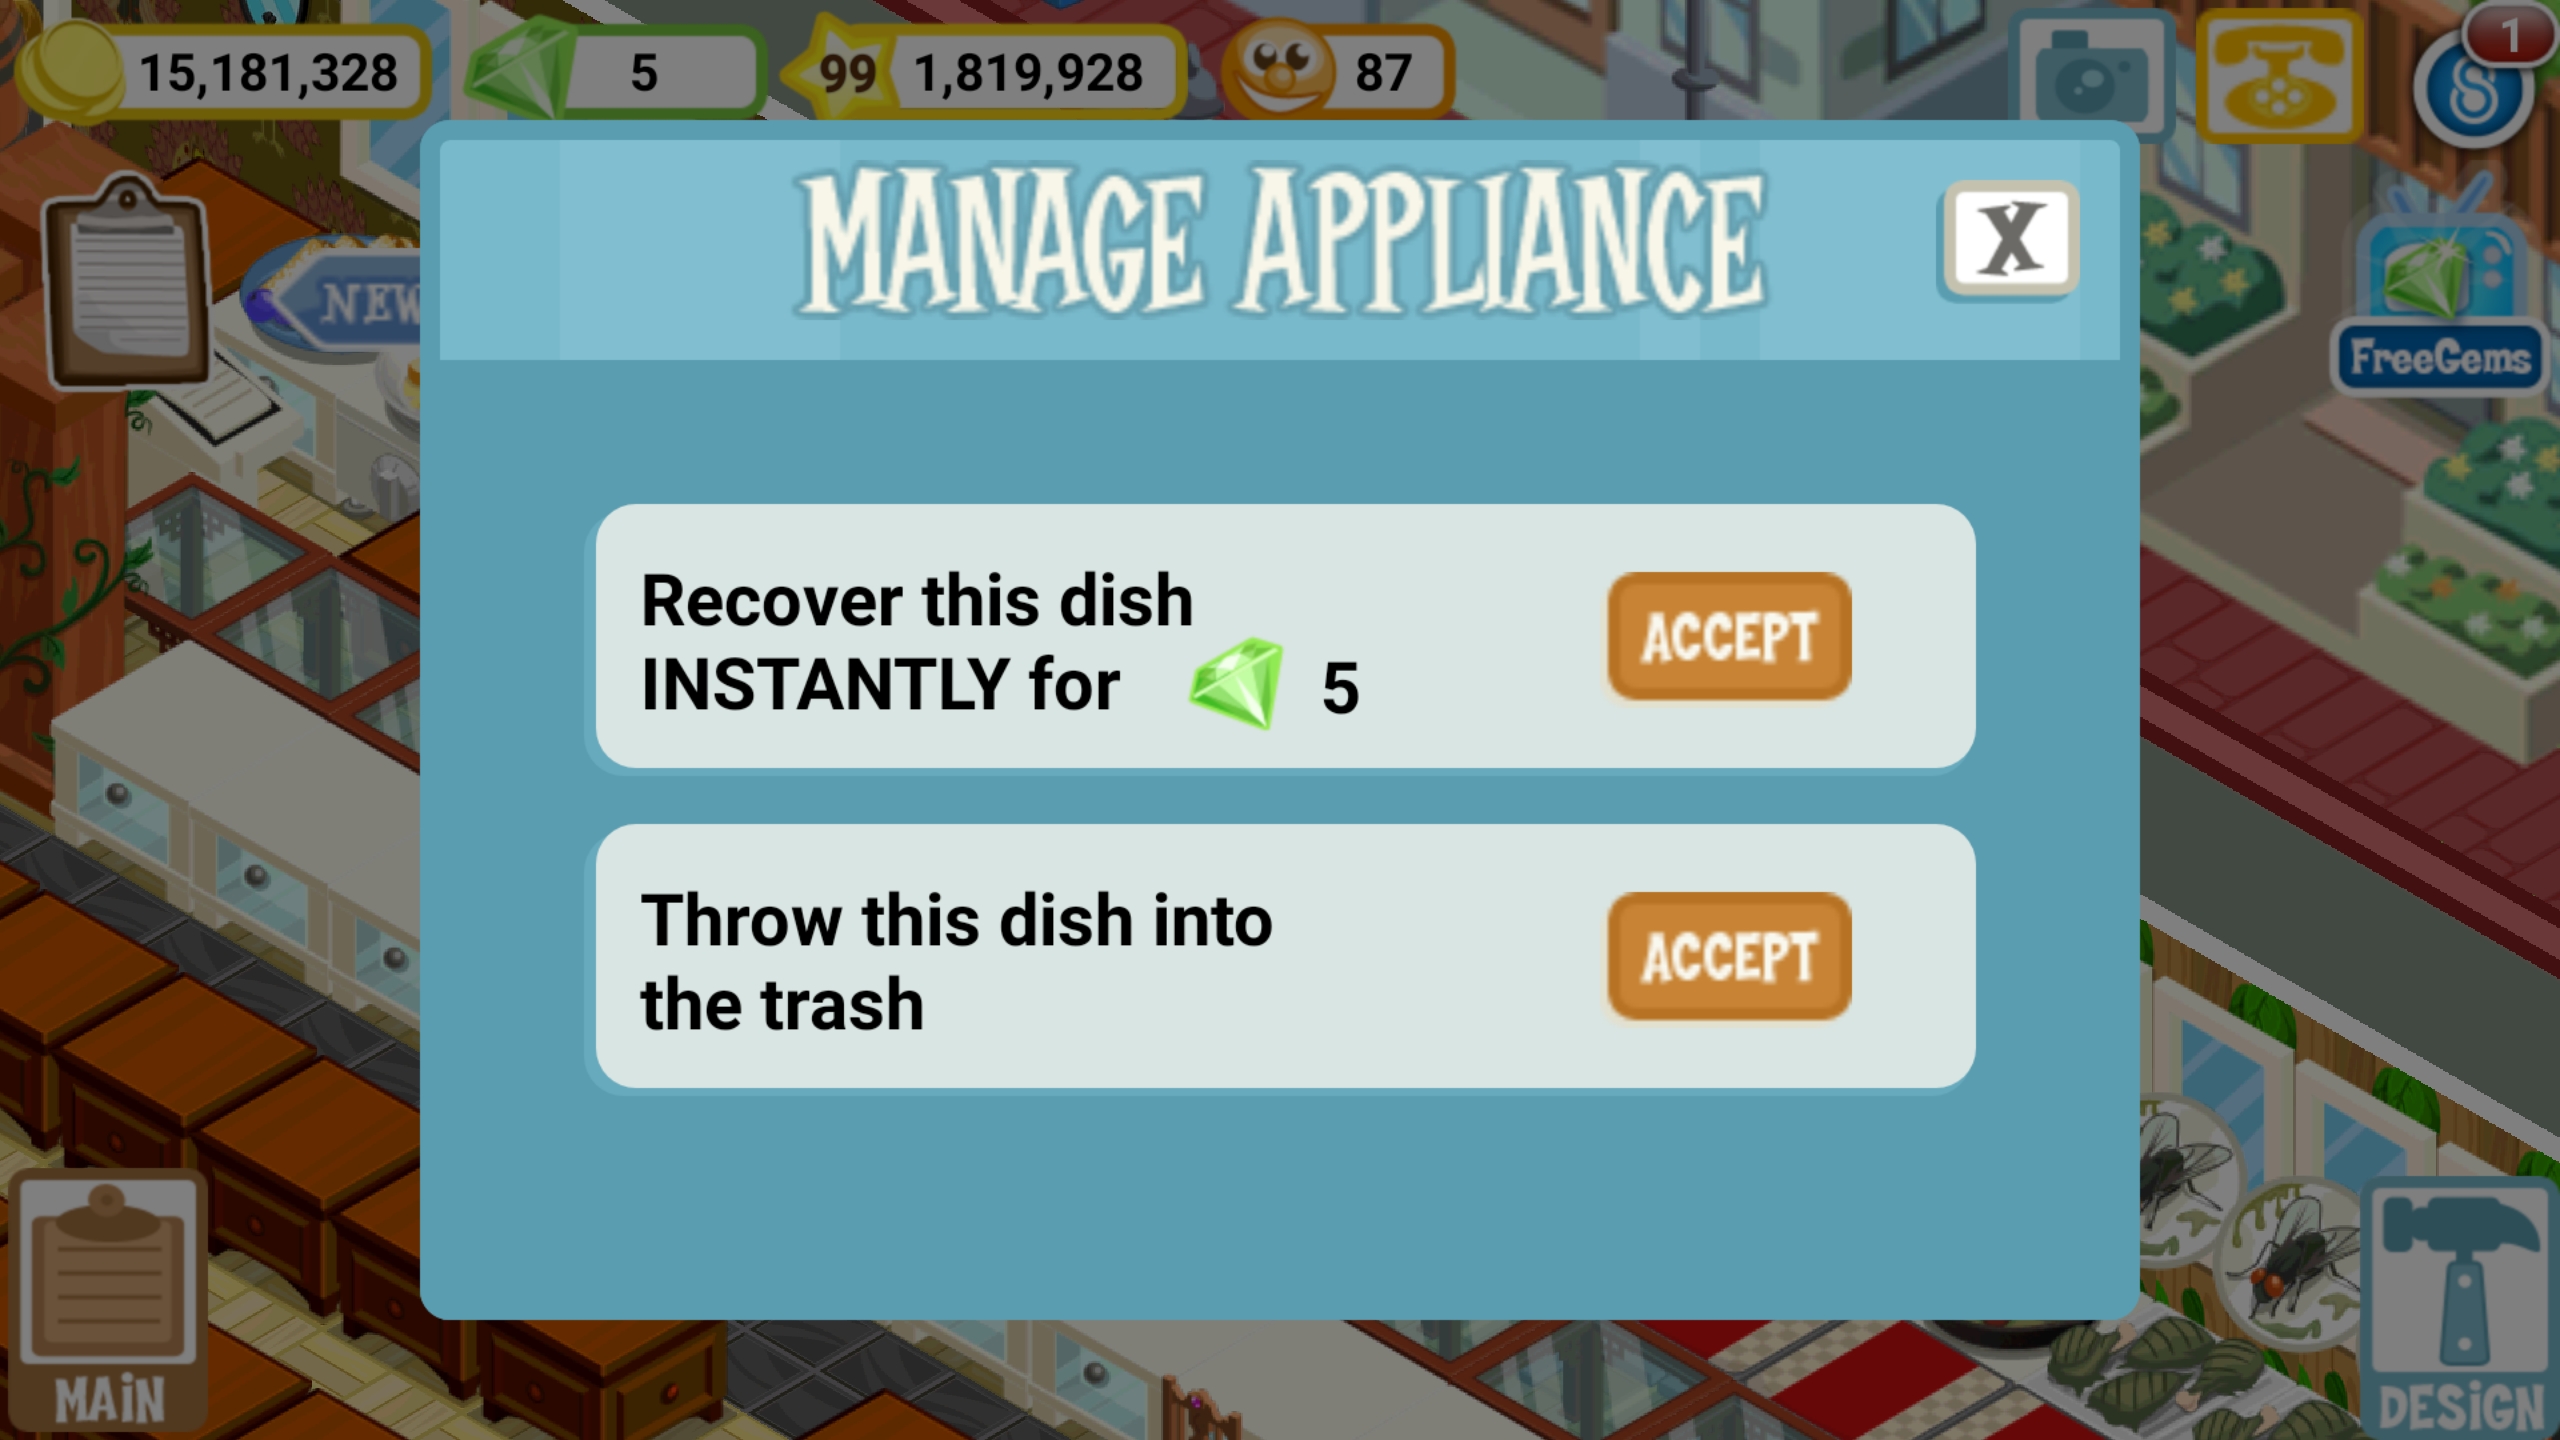 15,181,328
5
99
1,819,928
87
1
MANAGE APPLIANCE
X
NEW
FreeGems
Recover this dish
INSTANTLY for 5
ACCEPT
Throw this dish into
the trash
ACCEPT
MAiN
DESiGN